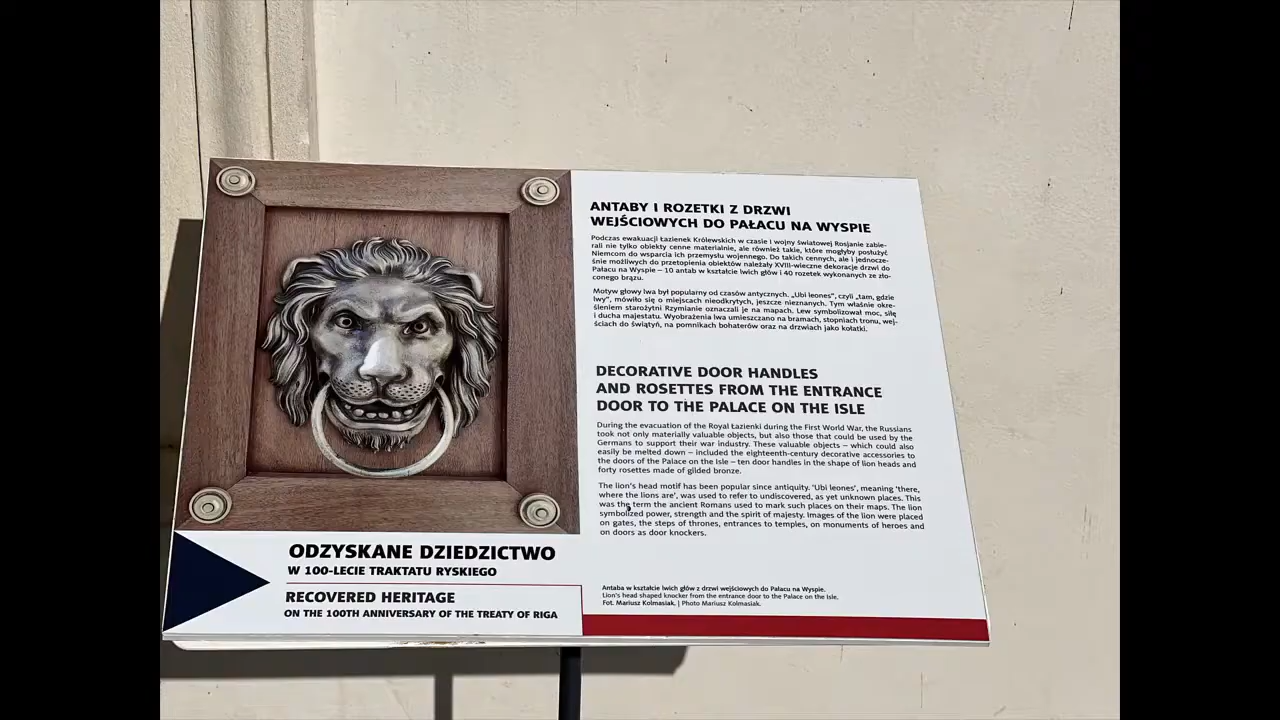 ANTABY I ROZETKI Z DRZWI
WEJŚCIOWYCH DO PAŁACU NA WYSPIE
Podczas ewakuacji Łazienek Królewskich w czasie I wojny światowej Rosjanie zabie-
rali nie tylko obiekty cenne materialnie, ale również takie, które mogłyby posłużyć
Niemcom do wsparcia ich przemysłu wojennego. Do takich cennych, ale i jednocze-
śnie możliwych do przetopienia obiektów należały XVIII-wieczne dekoracje drzwi do
Pałacu na Wyspie – 10 antab w kształcie lwich głów i 40 rozetek wykonanych ze zło-
conego brązu.
Motyw głowy lwa był popularny od czasów antycznych. „Ubi leones”, czyli „tam, gdzie
lwy”, mówiło się o miejscach nieodkrytych, jeszcze nieznanych. Tym właśnie okre-
śleniem starożytni Rzymianie oznaczali je na mapach. Lew symbolizował moc, siłę
i ducha majestatu. Wyobrażenia lwa umieszczano na bramach, stopniach tronu, wej-
ściach do świątyń, na pomnikach bohaterów oraz na drzwiach jako kołatki.
DECORATIVE DOOR HANDLES
AND ROSETTES FROM THE ENTRANCE
DOOR TO THE PALACE ON THE ISLE
During the evacuation of the Royal Łazienki during the First World War, the Russians
took not only materially valuable objects, but also those that could be used by the
Germans to support their war industry. These valuable objects – which could also
easily be melted down – included the eighteenth-century decorative accessories to
the doors of the Palace on the Isle – ten door handles in the shape of lion heads and
forty rosettes made of gilded bronze.
The lion's head motif has been popular since antiquity. 'Ubi leones', meaning 'there,
where the lions are', was used to refer to undiscovered, as yet unknown places. This
was the term the ancient Romans used to mark such places on their maps. The lion
symbolized power, strength and the spirit of majesty. Images of the lion were placed
on gates, the steps of thrones, entrances to temples, on monuments of heroes and
on doors as door knockers.
Antaba w kształcie lwich głów z drzwi wejściowych do Pałacu na Wyspie.
Lion's head shaped knocker from the entrance door to the Palace on the Isle.
Fot. Mariusz Kolmasiak. | Photo Mariusz Kolmasiak.
ODZYSKANE DZIEDZICTWO
W 100-LECIE TRAKTATU RYSKIEGO
RECOVERED HERITAGE
ON THE 100TH ANNIVERSARY OF THE TREATY OF RIGA